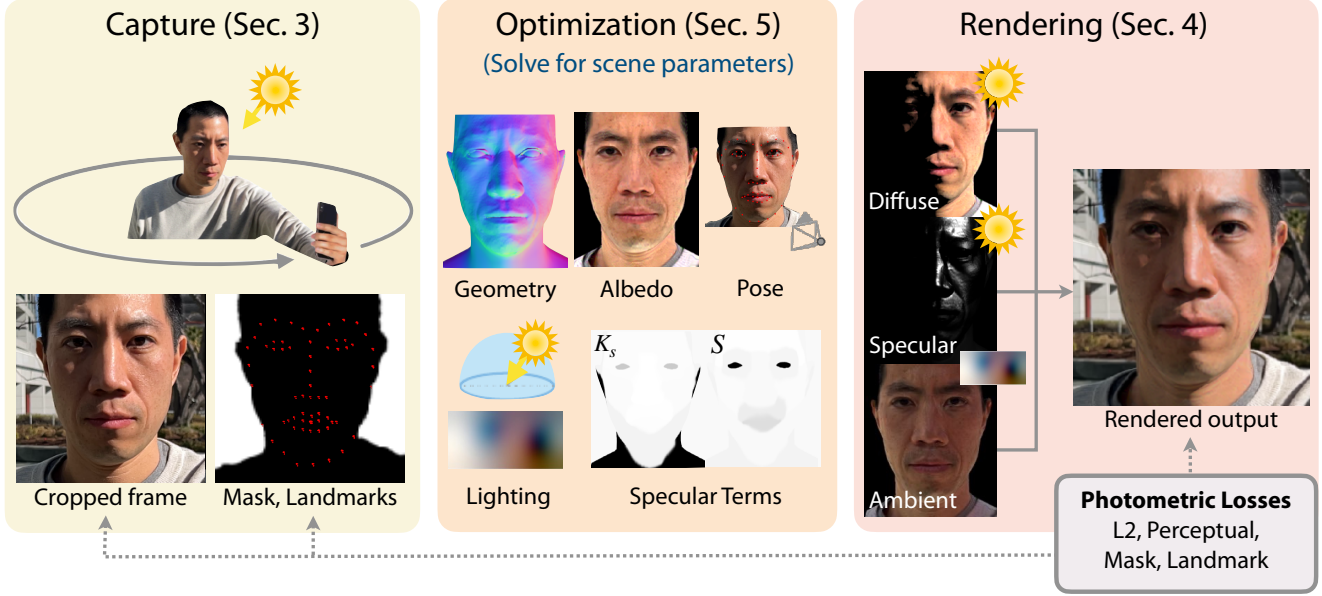 Capture (Sec. 3)
Cropped frame
Mask, Landmarks
Optimization (Sec. 5)
(Solve for scene parameters)
Geometry
Albedo
Pose
K_s
S
Lighting
Specular Terms
Rendering (Sec. 4)
Diffuse
Specular
Ambient
Rendered output
Photometric Losses
L2, Perceptual,
Mask, Landmark